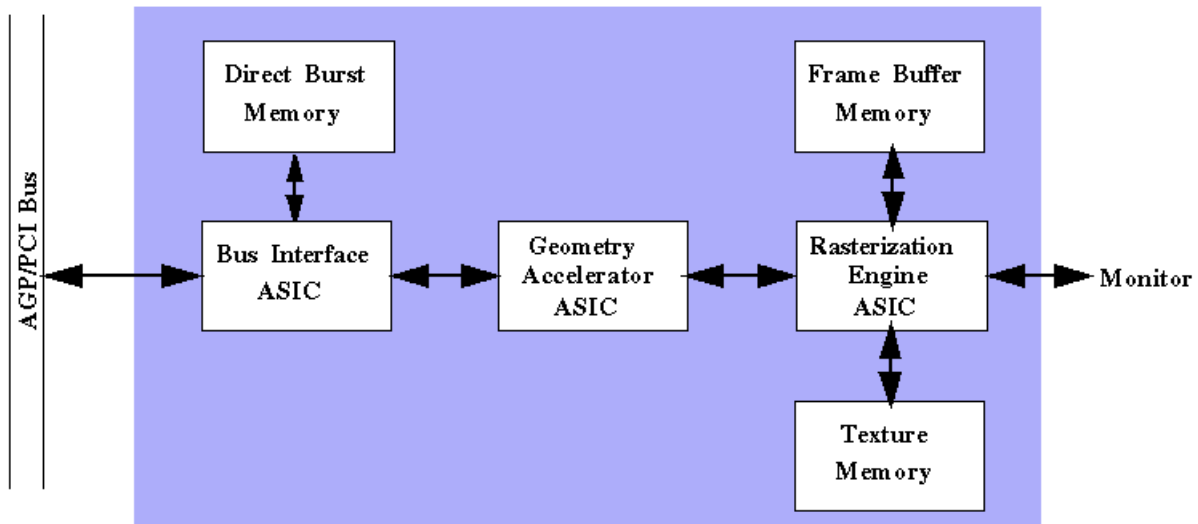 AGP/PCI Bus
Direct Burst
Memory
Frame Buffer
Memory
Bus Interface
ASIC
Geometry
Accelerator
ASIC
Rasterization
Engine
ASIC
Monitor
Texture
Memory